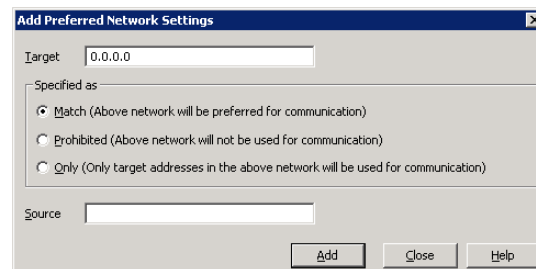 Add Preferred Network Settings
Target 0.0.0.0
Specified as
Match (Above network will be preferred for communication)
Prohibited (Above network will not be used for communication)
Only (Only target addresses in the above network will be used for communication)
Source
Add Close Help